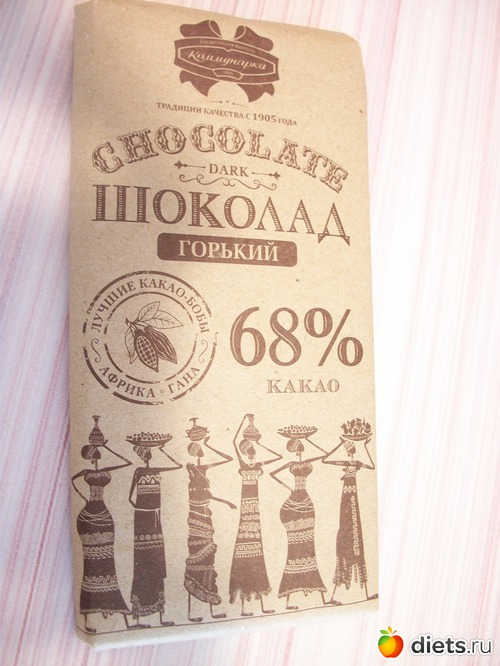 Коммунарка
ТРАДИЦИИ КАЧЕСТВА С 1905 ГОДА
CHOCOLATE
DARK
ШОКОЛАД
ГОРЬКИЙ
ЛУЧШИЕ КАКАО-БОБЫ
АФРИКА • ГАНА
68%
КАКАО
diets.ru